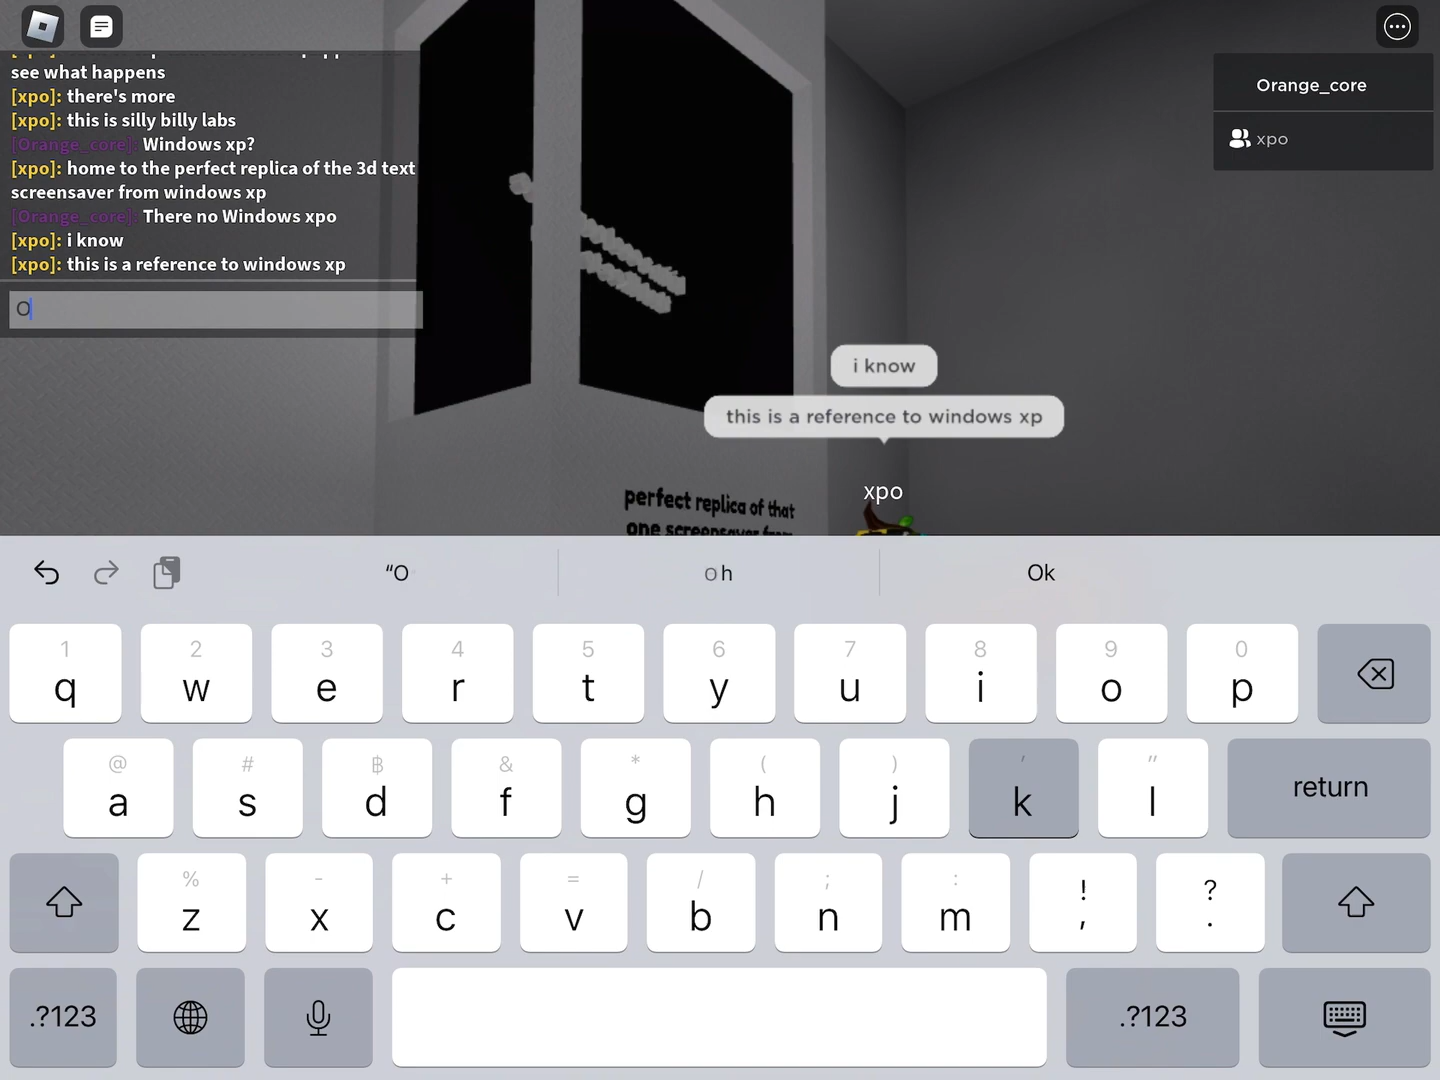 see what happens
[xpo]: there's more
[xpo]: this is silly billy labs
[Orange_core]: Windows xp?
[xpo]: home to the perfect replica of the 3d text
screensaver from windows xp
[Orange_core]: There no Windows xpo
[xpo]: i know
[xpo]: this is a reference to windows xp
O
Orange_core
xpo
i know
this is a reference to windows xp
xpo
perfect replica of that
one screensaver from
“O
oh
Ok
1 2 3 4 5 6 7 8 9 0
q w e r t y u i o p
@ # ฿ & * ( ) ' "
a s d f g h j k l return
% - + = / ; : ! ?
z x c v b n m , .
.?123 .?123